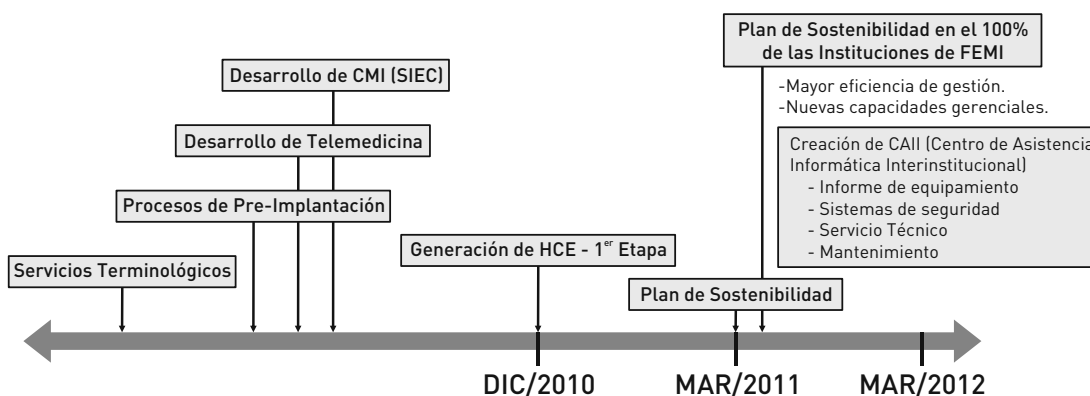 Plan de Sostenibilidad en el 100%
de las Instituciones de FEMI
-Mayor eficiencia de gestión.
-Nuevas capacidades gerenciales.
Creación de CAII (Centro de Asistencia
Informática Interinstitucional)
- Informe de equipamiento
- Sistemas de seguridad
- Servicio Técnico
- Mantenimiento
Desarrollo de CMI (SIEC)
Desarrollo de Telemedicina
Procesos de Pre-Implantación
Servicios Terminológicos
Generación de HCE - 1er Etapa
Plan de Sostenibilidad
DIC/2010
MAR/2011
MAR/2012